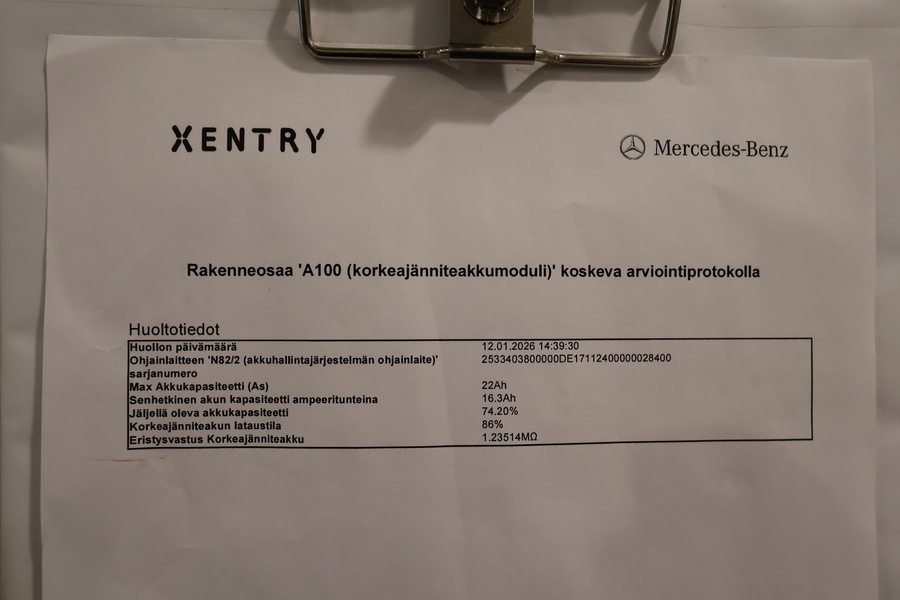 XENTRY
Mercedes-Benz
Rakenneosaa 'A100 (korkeajänniteakkumoduli)' koskeva arviointiprotokolla
Huoltotiedot
Huollon päivämäärä 12.01.2026 14:39:30
Ohjainlaitteen 'N82/2 (akkuhallintajärjestelmän ohjainlaite)' 2533403800000DE17112400000028400
sarjanumero
Max Akkukapasiteetti (As) 22Ah
Senhetkinen akun kapasiteetti ampeeritunteina 16.3Ah
Jäljellä oleva akkukapasiteetti 74.20%
Korkeajänniteakun lataustila 86%
Eristysvastus Korkeajänniteakku 1.23514MΩ